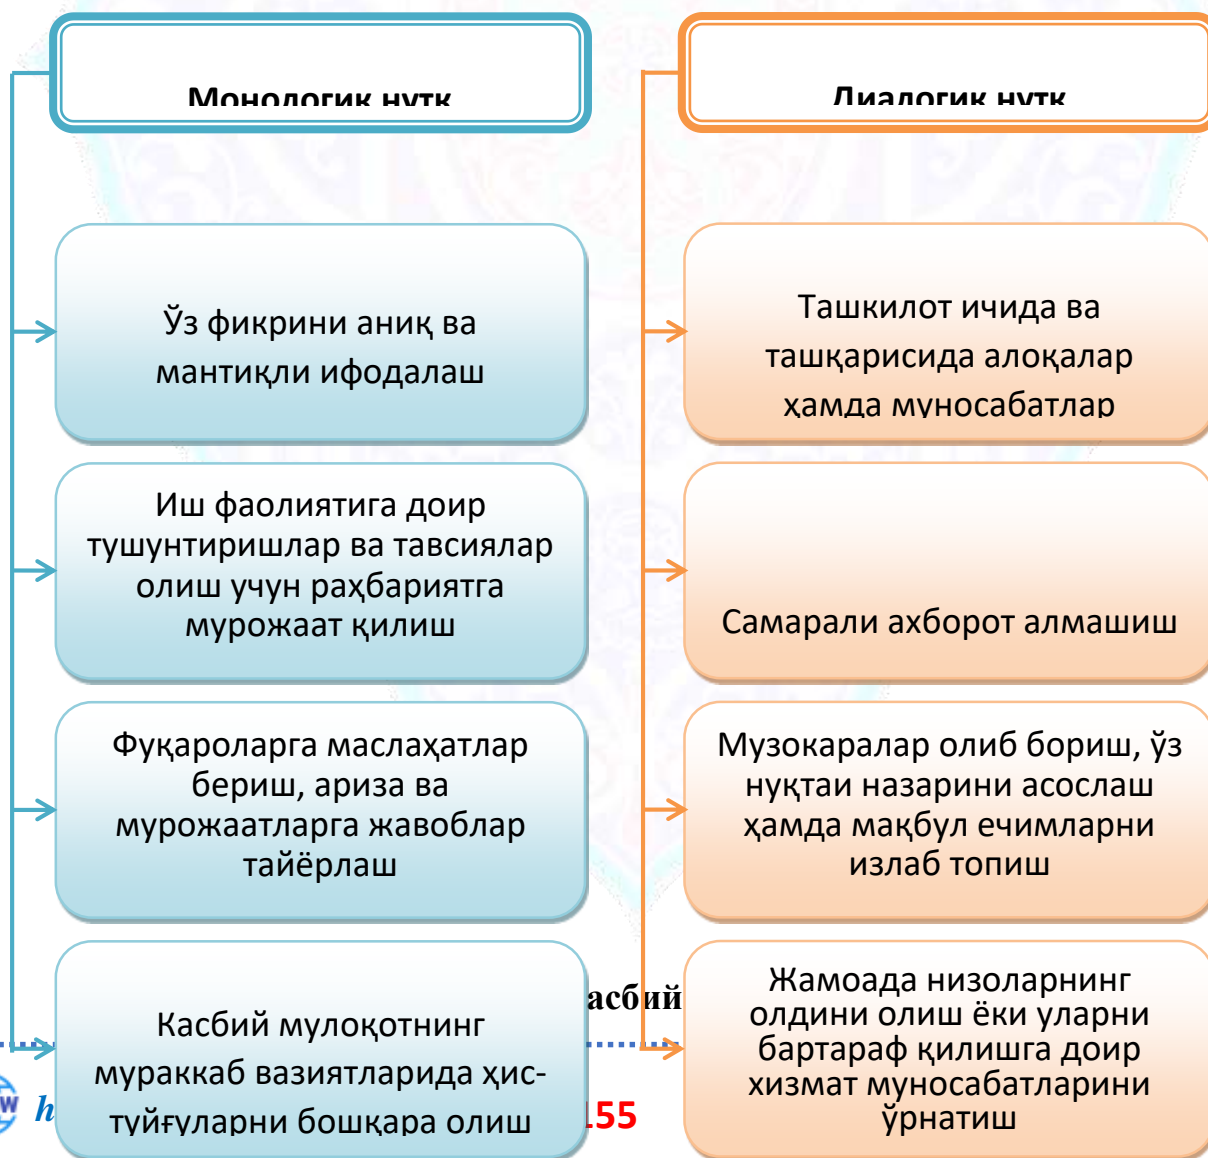 Монологик нутқ
Ўз фикрини аниқ ва
мантиқли ифодалаш
Иш фаолиятига доир
тушунтиришлар ва тавсиялар
олиш учун раҳбариятга
мурожаат қилиш
Фуқароларга маслаҳатлар
бериш, ариза ва
мурожаатларга жавоблар
тайёрлаш
Касбий мулоқотнинг
мураккаб вазиятларида ҳис-
туйғуларни бошқара олиш
Диалогик нутқ
Ташкилот ичида ва
ташқарисида алоқалар
ҳамда муносабатлар
Самарали ахборот алмашиш
Музокаралар олиб бориш, ўз
нуқтаи назарини асослаш
ҳамда мақбул ечимларни
излаб топиш
Жамоада низоларнинг
олдини олиш ёки уларни
бартараф қилишга доир
хизмат муносабатларини
ўрнатиш
асбий
h
155